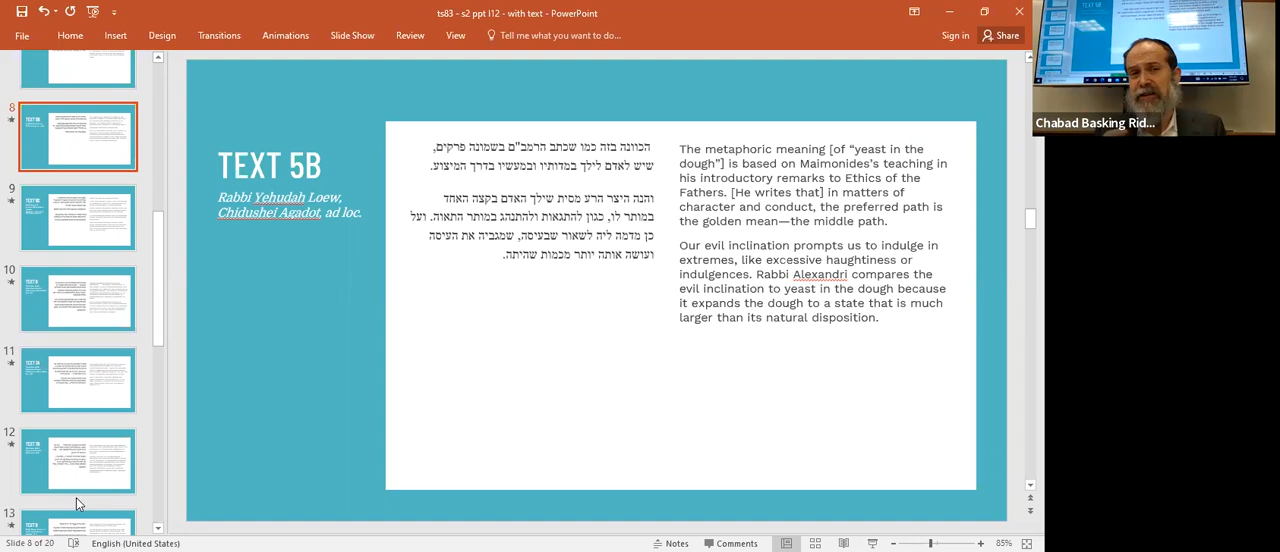 ts83 - s2 ppt l12 - with text - PowerPoint
File Home Insert Design Transitions Animations Slide Show Review View Tell me what you want to do... Sign in Share
8
9
10
11
12
13
TEXT 5B
Rabbi Yehudah Loew,
Chidushei Agadot, ad loc.
הכוונה בזה כמו שכתב הרמב"ם בשמונה פרקים,
שיש לאדם לילך במדותיו ובמעשיו בדרך המיצוע.
והנה היצר הרע מסית שילך האדם בקצה האחד
במותר לו, כגון להתגאות ולהתנהג במותר התאוה. ועל
כן מדמה ליה לשאור שבעיסה, שמגביה את העיסה
ועושה אותה יותר מכמות שהיתה.
The metaphoric meaning [of “yeast in the
dough”] is based on Maimonides’s teaching in
his introductory remarks to Ethics of the
Fathers. [He writes that] in matters of
character and conduct, the preferred path is
the golden mean—the middle path.
Our evil inclination prompts us to indulge in
extremes, like excessive haughtiness or
indulgences. Rabbi Alexandri compares the
evil inclination to yeast in the dough because
it expands the dough to a state that is much
larger than its natural disposition.
Chabad Basking Rid...
Slide 8 of 20 English (United States) Notes Comments 85%